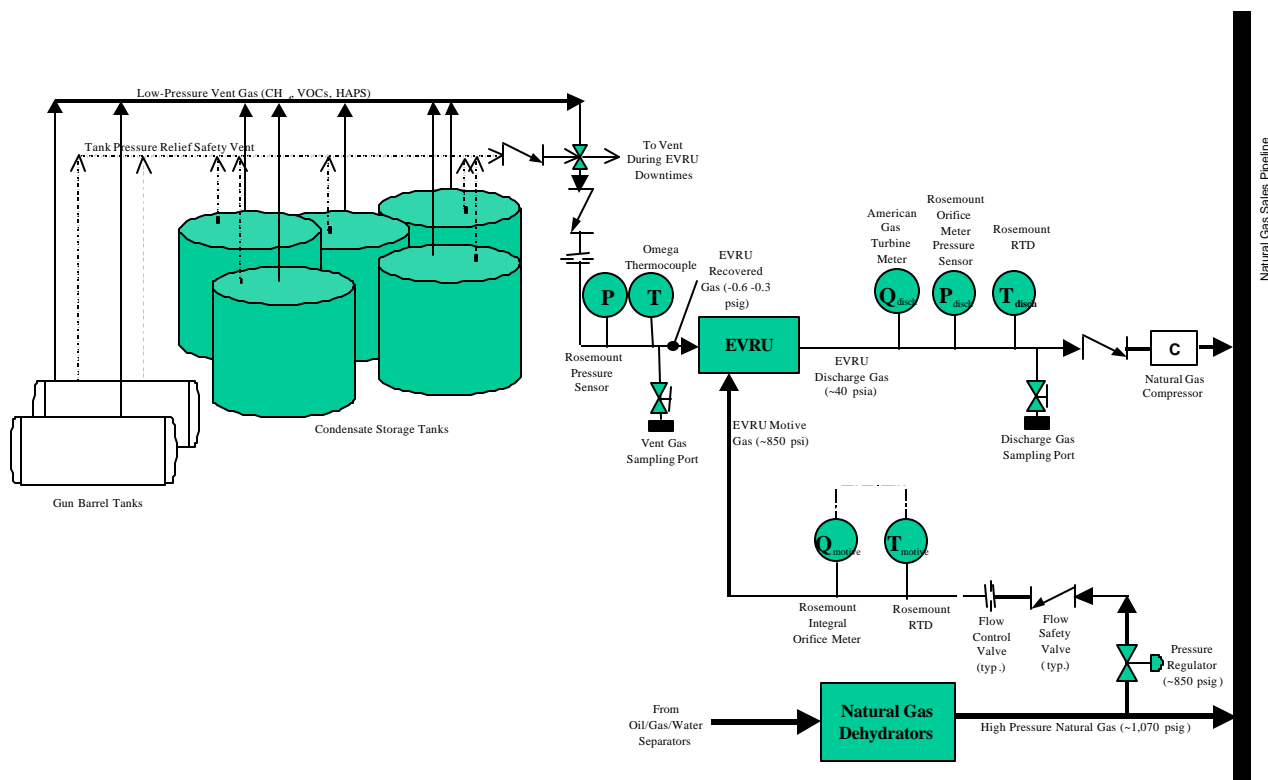 Low-Pressure Vent Gas (CH 4, VOCs, HAPS)
Tank Pressure Relief Safety Vent
To Vent
During EVRU
Downtimes
Natural Gas Sales Pipeline
American
Gas
Turbine
Meter
Rosemount
Orifice
Meter
Pressure
Sensor
Rosemount
RTD
Omega
Thermocouple
EVRU
Recovered
Gas (-0.6 -0.3
psig)
P
T
Q disch
P disch
T disch
EVRU
C
Rosemount
Pressure
Sensor
EVRU
Discharge Gas
(~40 psia)
Natural Gas
Compressor
Condensate Storage Tanks
EVRU Motive
Gas (~850 psi)
Vent Gas
Sampling Port
Discharge Gas
Sampling Port
Gun Barrel Tanks
Q motive
T motive
Rosemount
Integral
Orifice Meter
Rosemount
RTD
Flow
Control
Valve
(typ.)
Flow
Safety
Valve
(typ.)
Pressure
Regulator
(~850 psig)
From
Oil/Gas/Water
Separators
Natural Gas
Dehydrators
High Pressure Natural Gas (~1,070 psig)